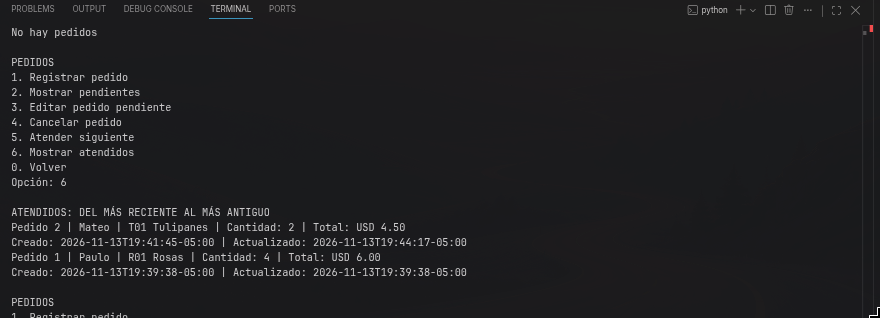 PROBLEMS OUTPUT DEBUG CONSOLE TERMINAL PORTS python
No hay pedidos
PEDIDOS
1. Registrar pedido
2. Mostrar pendientes
3. Editar pedido pendiente
4. Cancelar pedido
5. Atender siguiente
6. Mostrar atendidos
0. Volver
Opción: 6
ATENDIDOS: DEL MÁS RECIENTE AL MÁS ANTIGUO
Pedido 2 | Mateo | T01 Tulipanes | Cantidad: 2 | Total: USD 4.50
Creado: 2026-11-13T19:41:45-05:00 | Actualizado: 2026-11-13T19:44:17-05:00
Pedido 1 | Paulo | R01 Rosas | Cantidad: 4 | Total: USD 6.00
Creado: 2026-11-13T19:39:38-05:00 | Actualizado: 2026-11-13T19:39:38-05:00
PEDIDOS
1. Registrar pedido